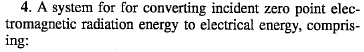 4. A system for for converting incident zero point elec-
tromagnetic radiation energy to electrical energy, compris-
ing: